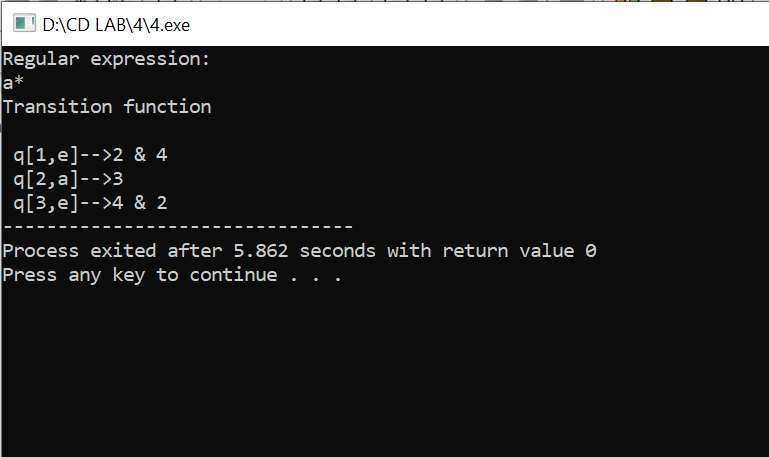 D:\CD LAB\4\4.exe
Regular expression:
a*
Transition function
q[1,e]-->2 & 4
q[2,a]-->3
q[3,e]-->4 & 2
--------------------------------
Process exited after 5.862 seconds with return value 0
Press any key to continue . . .